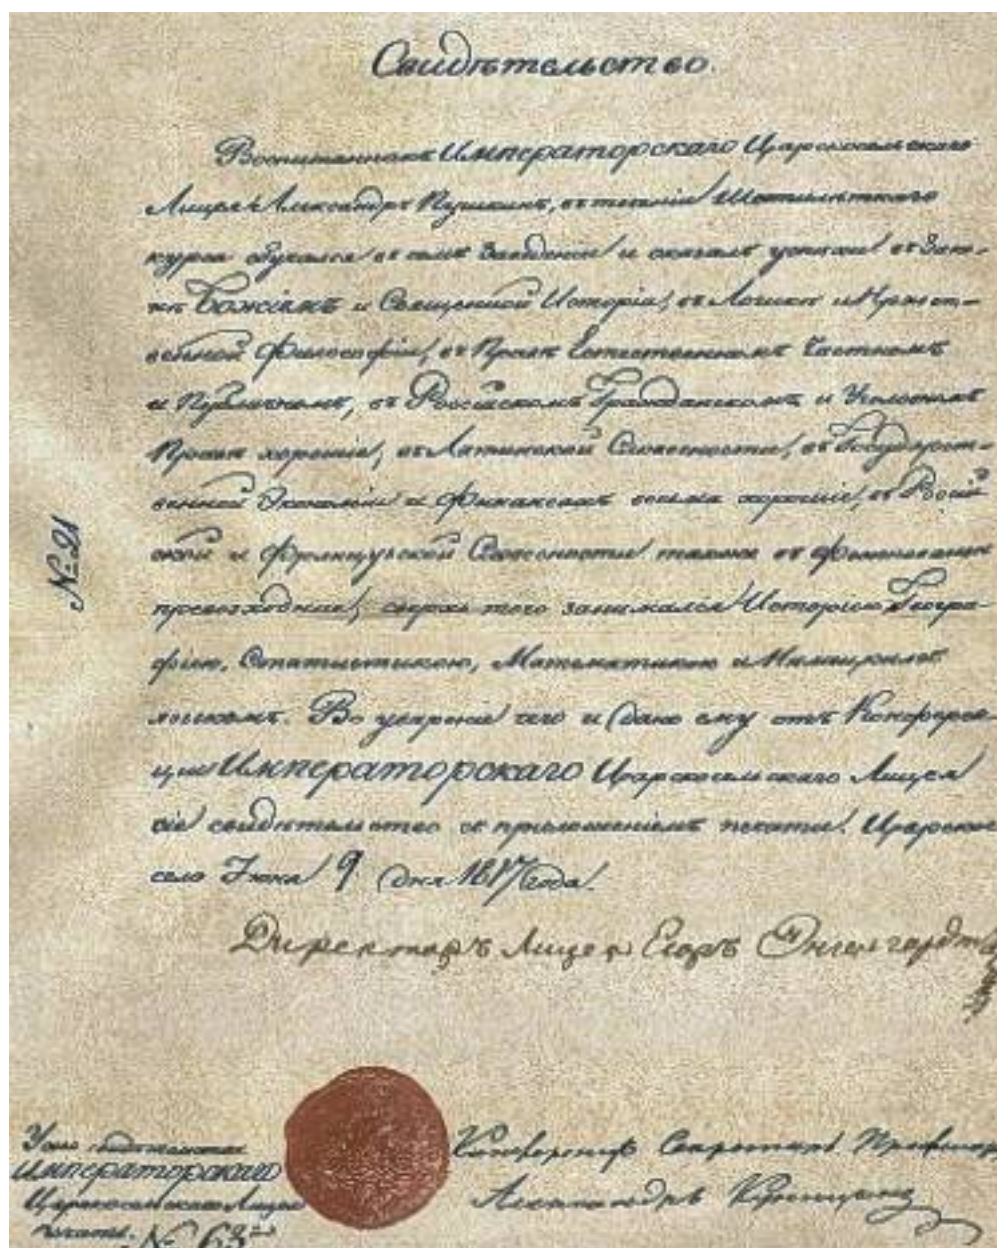 Свидѣтельство.
Воспитанникъ Императорскаго Царскосельскаго
Лицея Александръ Пушкинъ, въ теченіи Шестилѣтняго
курса обучался въ семъ Заведеніи и оказалъ успѣхи въ Зако-
нѣ Божіемъ и Священной Исторіи, въ Логикѣ и Нравст-
венной Философіи, въ Правѣ Естественномъ Частномъ
и Публичномъ, въ Россійскомъ Гражданскомъ и Уголовномъ
Правѣ хорошіе, въ Латинской Словесности, въ Государст-
венной Экономіи и Финансахъ весьма хорошіе, въ Россій
ской и Французской Словесности также въ Фехтованіи
превосходные, сверхъ того занимался Исторіею, Геогра-
фіею, Статистикою, Математикою и Нѣмецкимъ
языкомъ. Во увѣреніе чего и дано ему отъ Конферен-
ціи Императорскаго Царскосельскаго Лицея
сіе свидѣтельство съ приложеніемъ печати. Царское
село Іюня 9 дня 1817 года.
Директоръ Лицея Егоръ Энгельгардтъ
№ 21
Конференцъ Секретарь Профессоръ
Александръ Куницынъ
Императорскаго
Царскосельскаго Лицея
печати. № 63